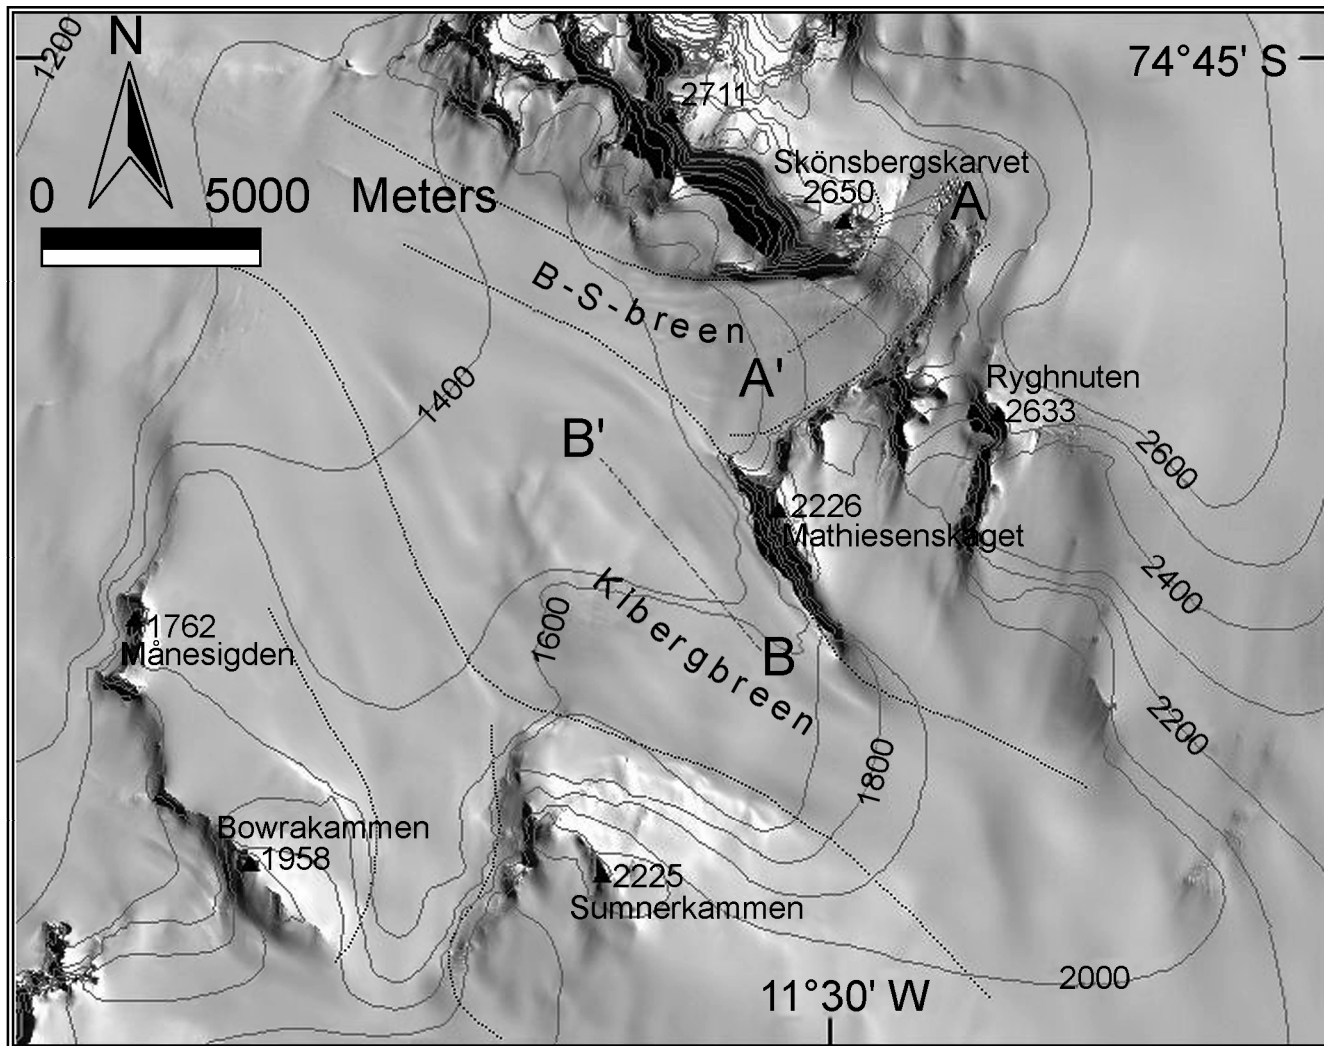 1200
N
74°45' S
2711
Skönsbergskarvet
2650
A
0 5000 Meters
B-S-breen
A'
Ryghnuten
2633
1400
B'
2600
2226
Mathiesenskaget
2400
Kibergbreen
1600
1762
Månesigden
B
2200
1800
Bowrakammen
1958
2225
Sumnerkammen
2000
11°30' W